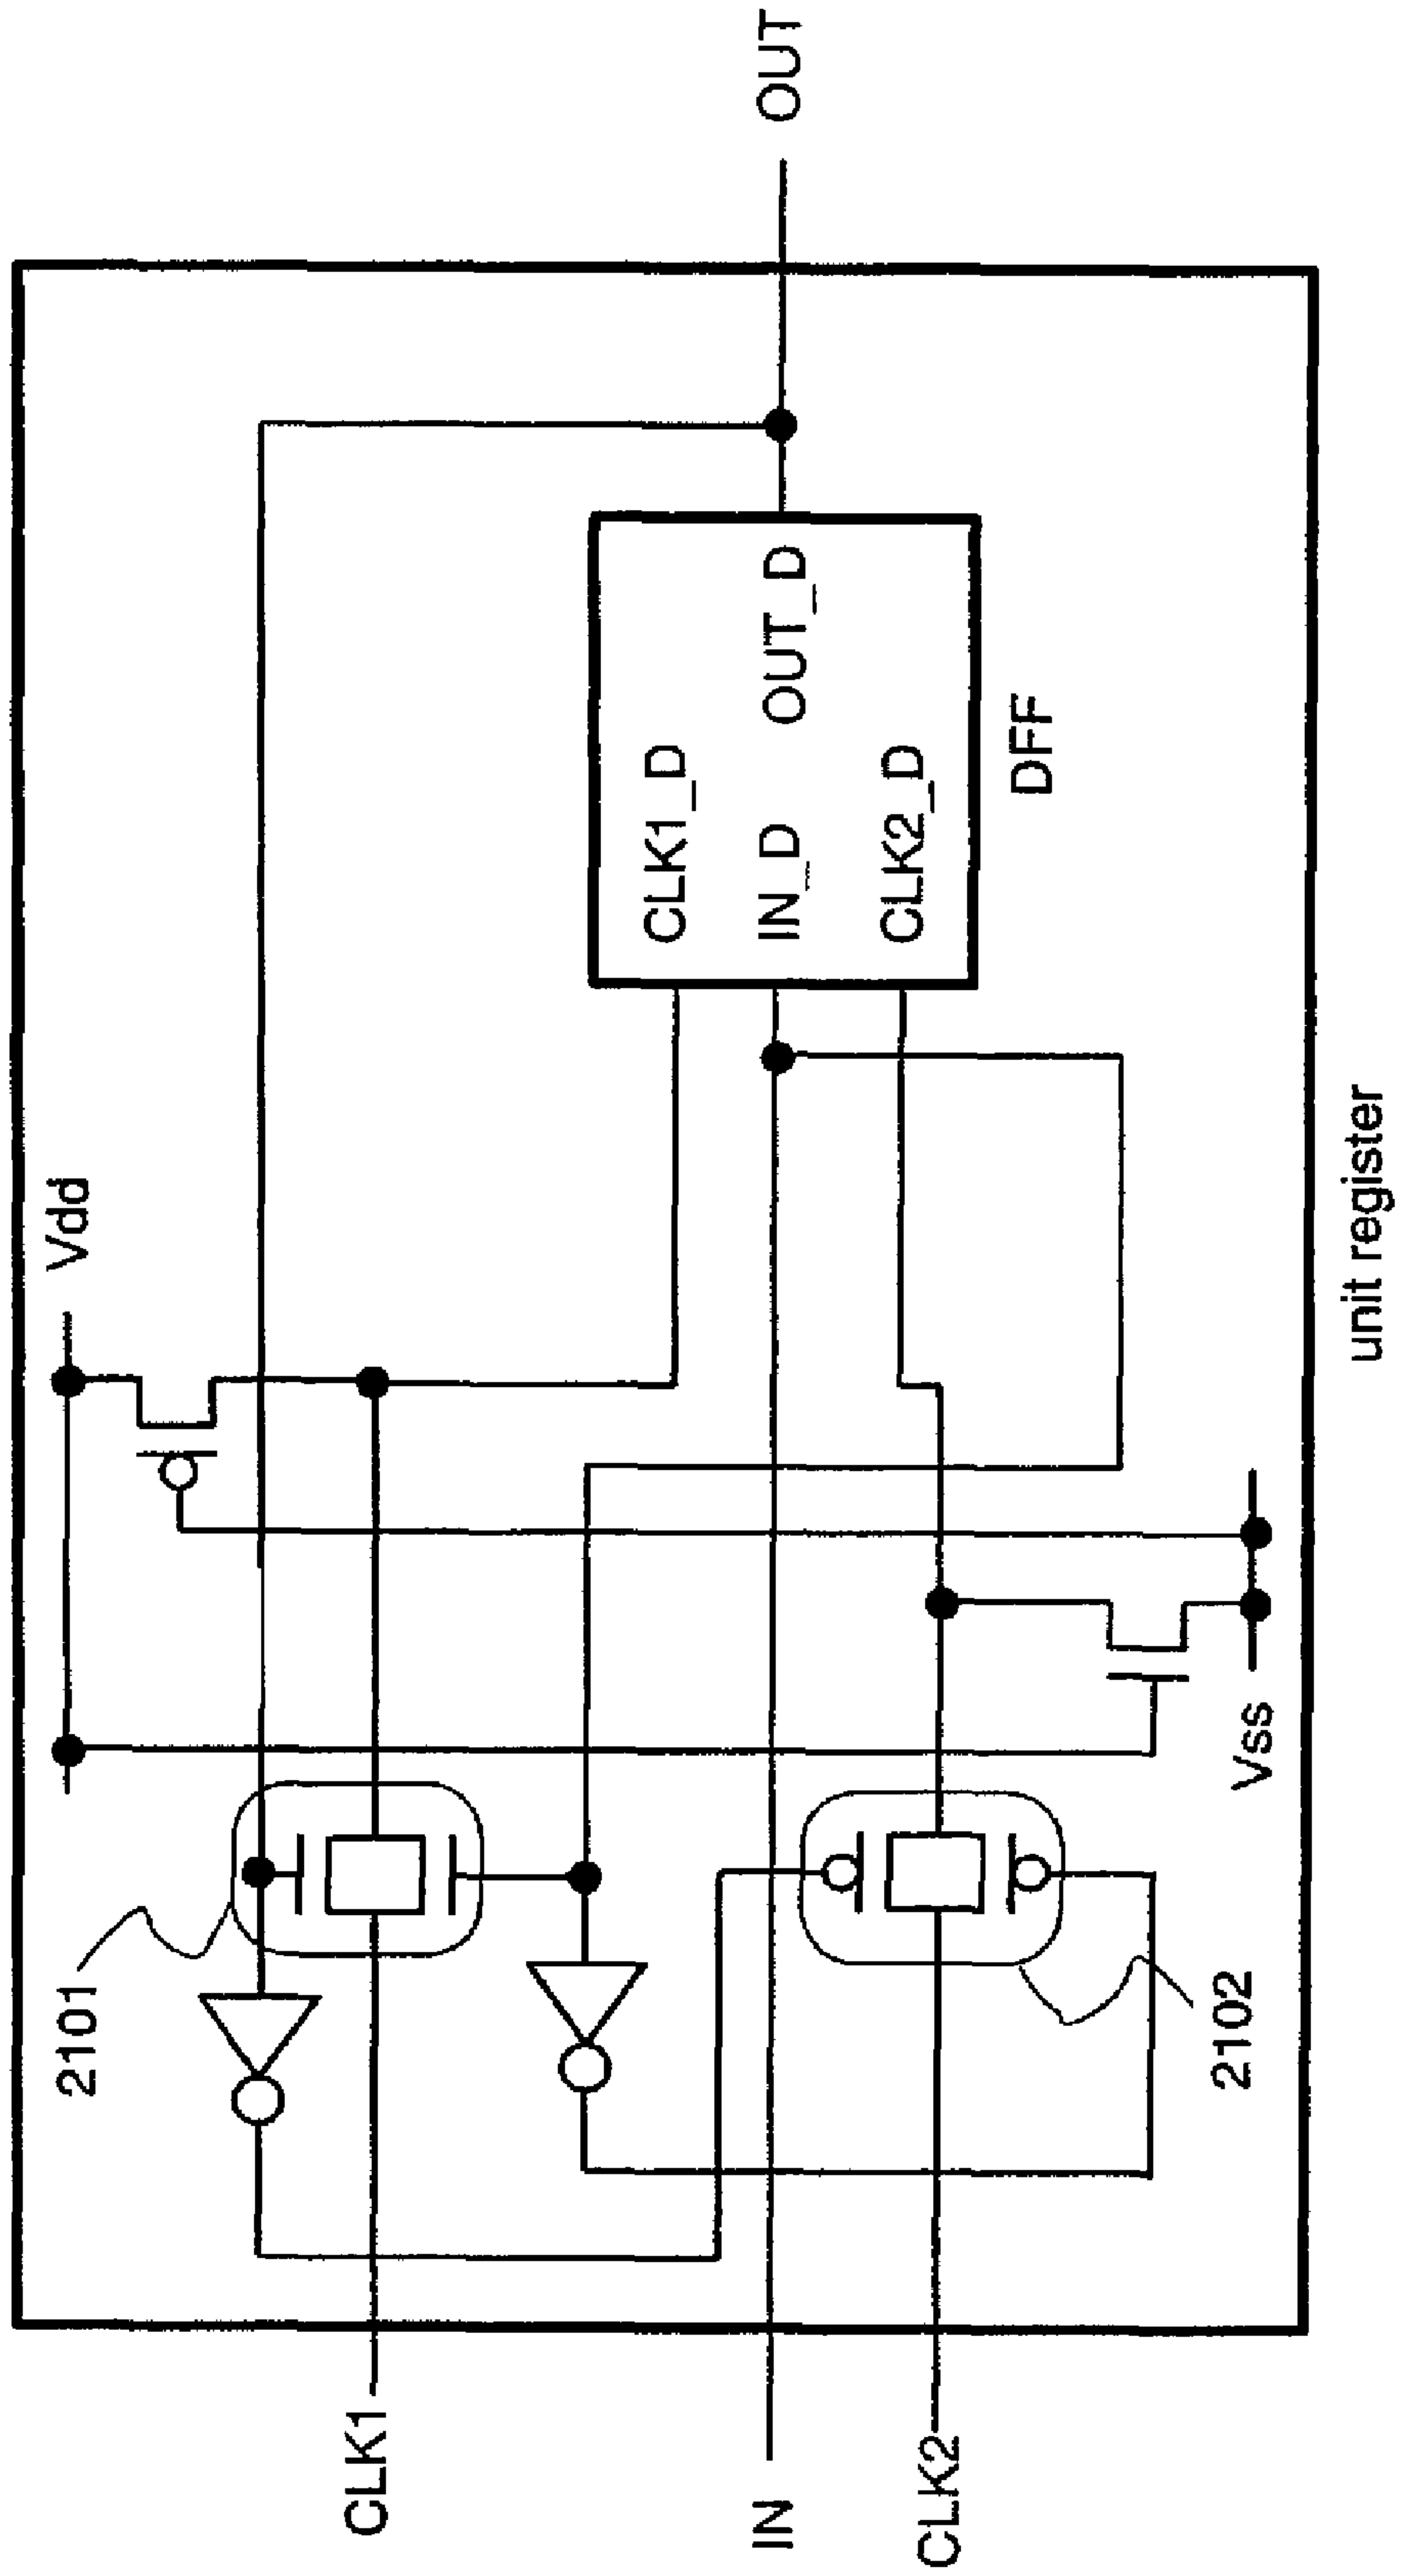 2101
Vdd
CLK1
CLK1_D
IN
IN_D
OUT_D
OUT
CLK2
CLK2_D
DFF
2102
Vss
unit register